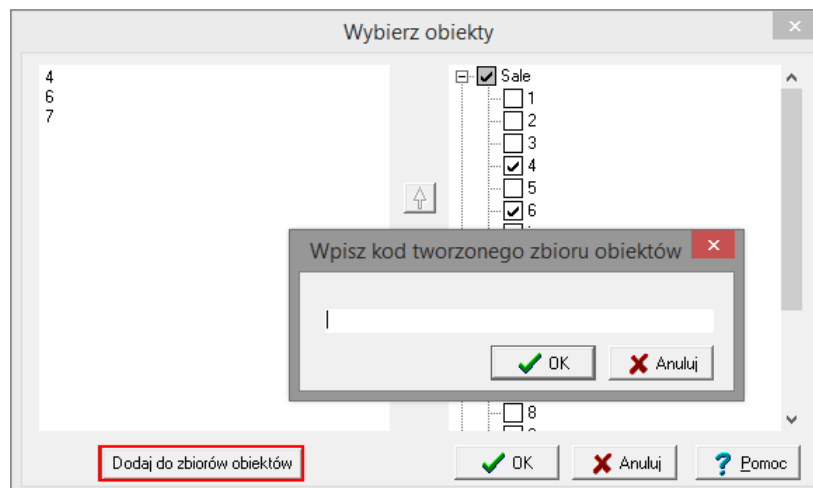 Wybierz obiekty
4
6
7
Sale
1
2
3
4
5
6
Wpisz kod tworzonego zbioru obiektów
OK
Anuluj
8
Dodaj do zbiorów obiektów
OK
Anuluj
Pomoc